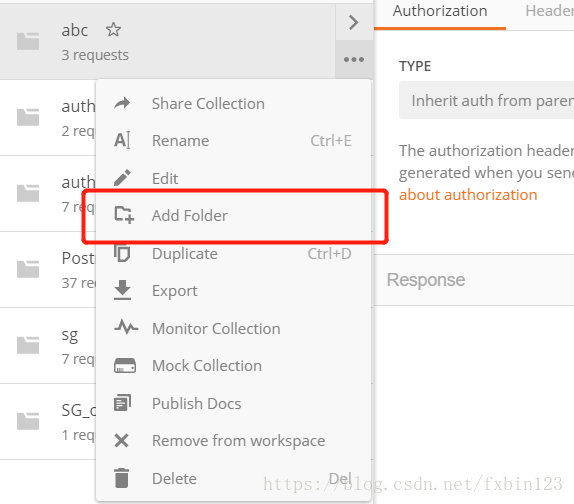 abc
3 requests
Share Collection
Rename Ctrl+E
Edit
Add Folder
Duplicate Ctrl+D
Export
Monitor Collection
Mock Collection
Publish Docs
Remove from workspace
Delete Del
auth
2 req
auth
7 req
Post
37 req
sg
7 req
SG_
1 req
Authorization Header
TYPE
Inherit auth from paren
The authorization header
generated when you send
about authorization
Response
https://blog.csdn.net/fxbin123